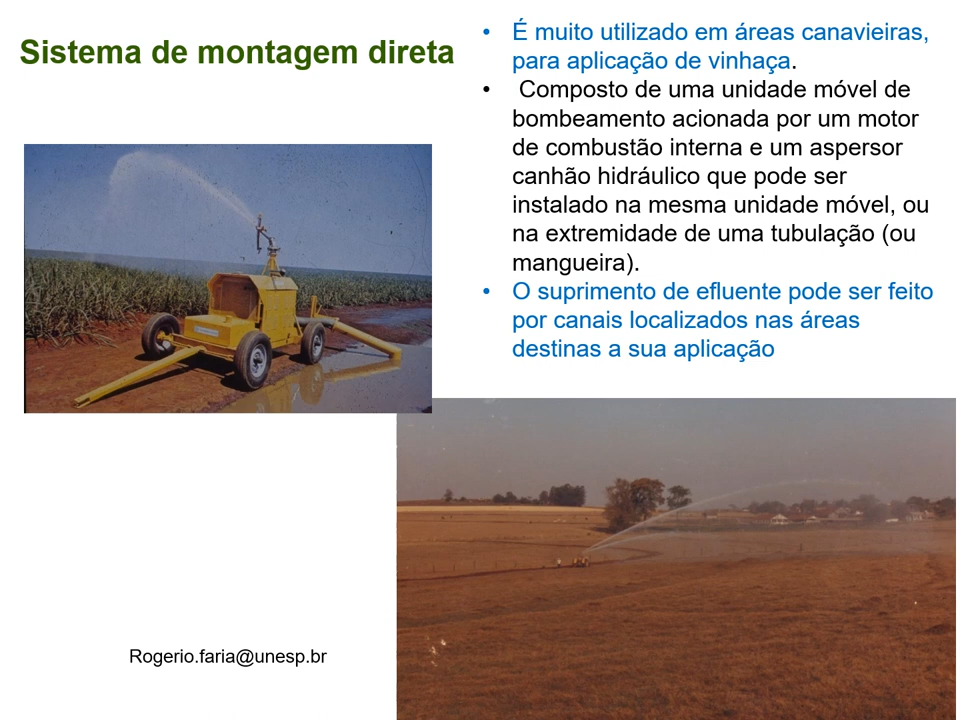 Sistema de montagem direta
• É muito utilizado em áreas canavieiras,
para aplicação de vinhaça.
• Composto de uma unidade móvel de
bombeamento acionada por um motor
de combustão interna e um aspersor
canhão hidráulico que pode ser
instalado na mesma unidade móvel, ou
na extremidade de uma tubulação (ou
mangueira).
• O suprimento de efluente pode ser feito
por canais localizados nas áreas
destinas a sua aplicação
Rogerio.faria@unesp.br